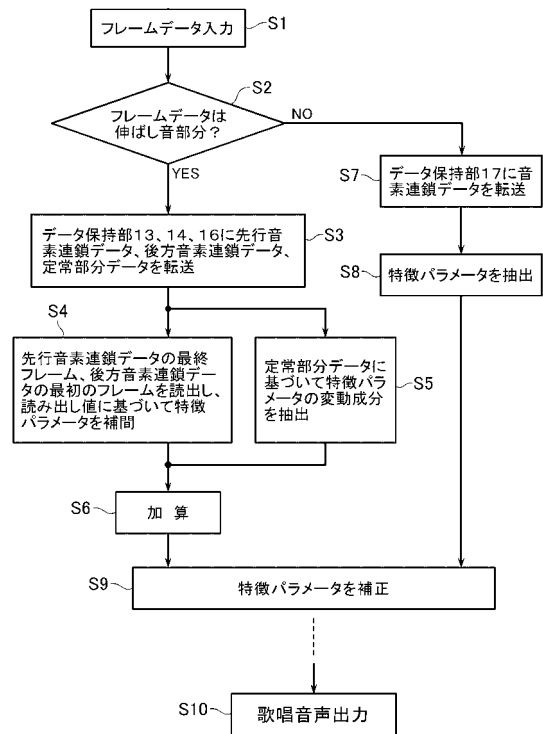 フレームデータ入力
S1
S2
フレームデータは
伸ばし音部分？
NO
YES
S7
データ保持部17に音
素連鎖データを転送
データ保持部13、14、16に先行音
素連鎖データ、後方音素連鎖データ、
定常部分データを転送
S3
S8
特徴パラメータを抽出
S4
先行音素連鎖データの最終
フレーム、後方音素連鎖デー
タの最初のフレームを読出し、
読み出し値に基づいて特徴
パラメータを補間
定常部分データに
基づいて特徴パラ
メータの変動成分
を抽出
S5
S6
加 算
S9
特徴パラメータを補正
S10
歌唱音声出力